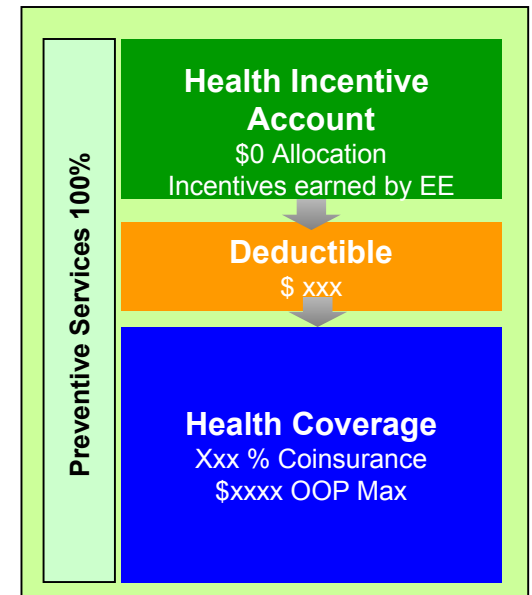 Preventive Services 100%
Health Incentive
Account
$0 Allocation
Incentives earned by EE
Deductible
$ xxx
Health Coverage
Xxx % Coinsurance
$xxxx OOP Max